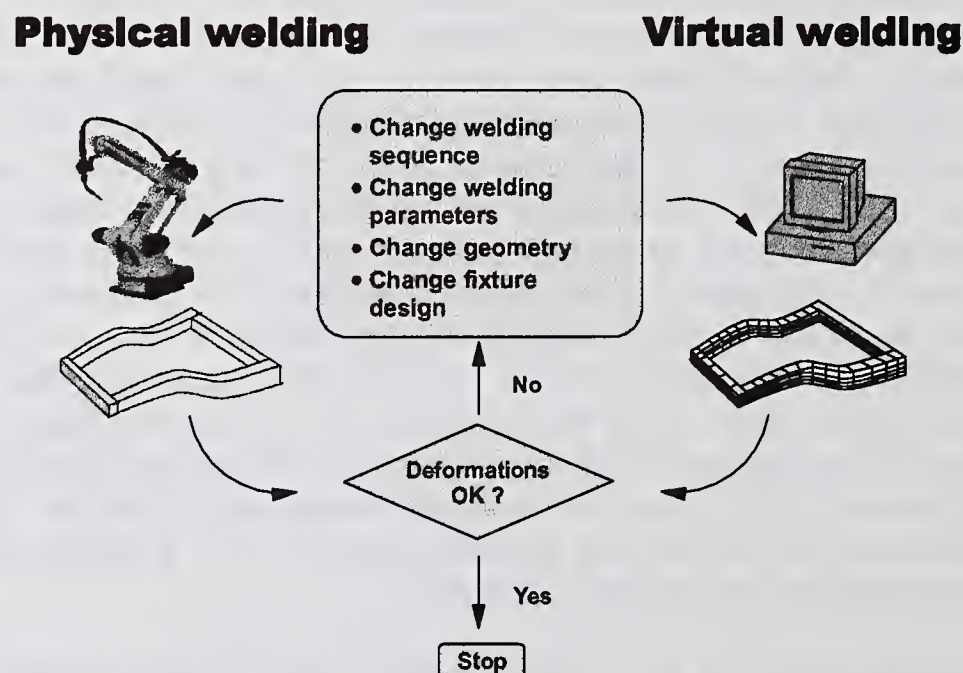 Physical welding
Virtual welding
• Change welding
sequence
• Change welding
parameters
• Change geometry
• Change fixture
design
No
Deformations
OK ?
Yes
Stop